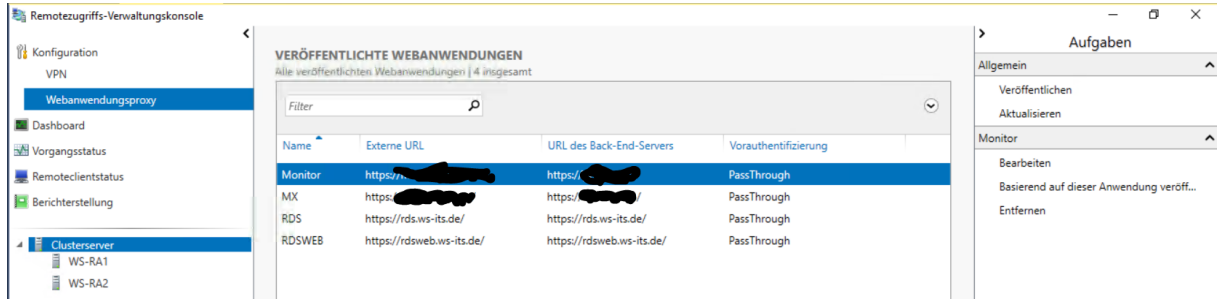 Remotezugriffs-Verwaltungskonsole
Konfiguration
VPN
Webanwendungsproxy
Dashboard
Vorgangsstatus
Remoteclientstatus
Berichterstellung
Clusterserver
WS-RA1
WS-RA2
VERÖFFENTLICHTE WEBANWENDUNGEN
Alle veröffentlichten Webanwendungen | 4 insgesamt
Filter
Name Externe URL URL des Back-End-Servers Vorauthentifizierung
Monitor https:/ https:/ PassThrough
MX https: https:/ / PassThrough
RDS https://rds.ws-its.de/ https://rds.ws-its.de/ PassThrough
RDSWEB https://rdsweb.ws-its.de/ https://rdsweb.ws-its.de/ PassThrough
Aufgaben
Allgemein
Veröffentlichen
Aktualisieren
Monitor
Bearbeiten
Basierend auf dieser Anwendung veröff...
Entfernen